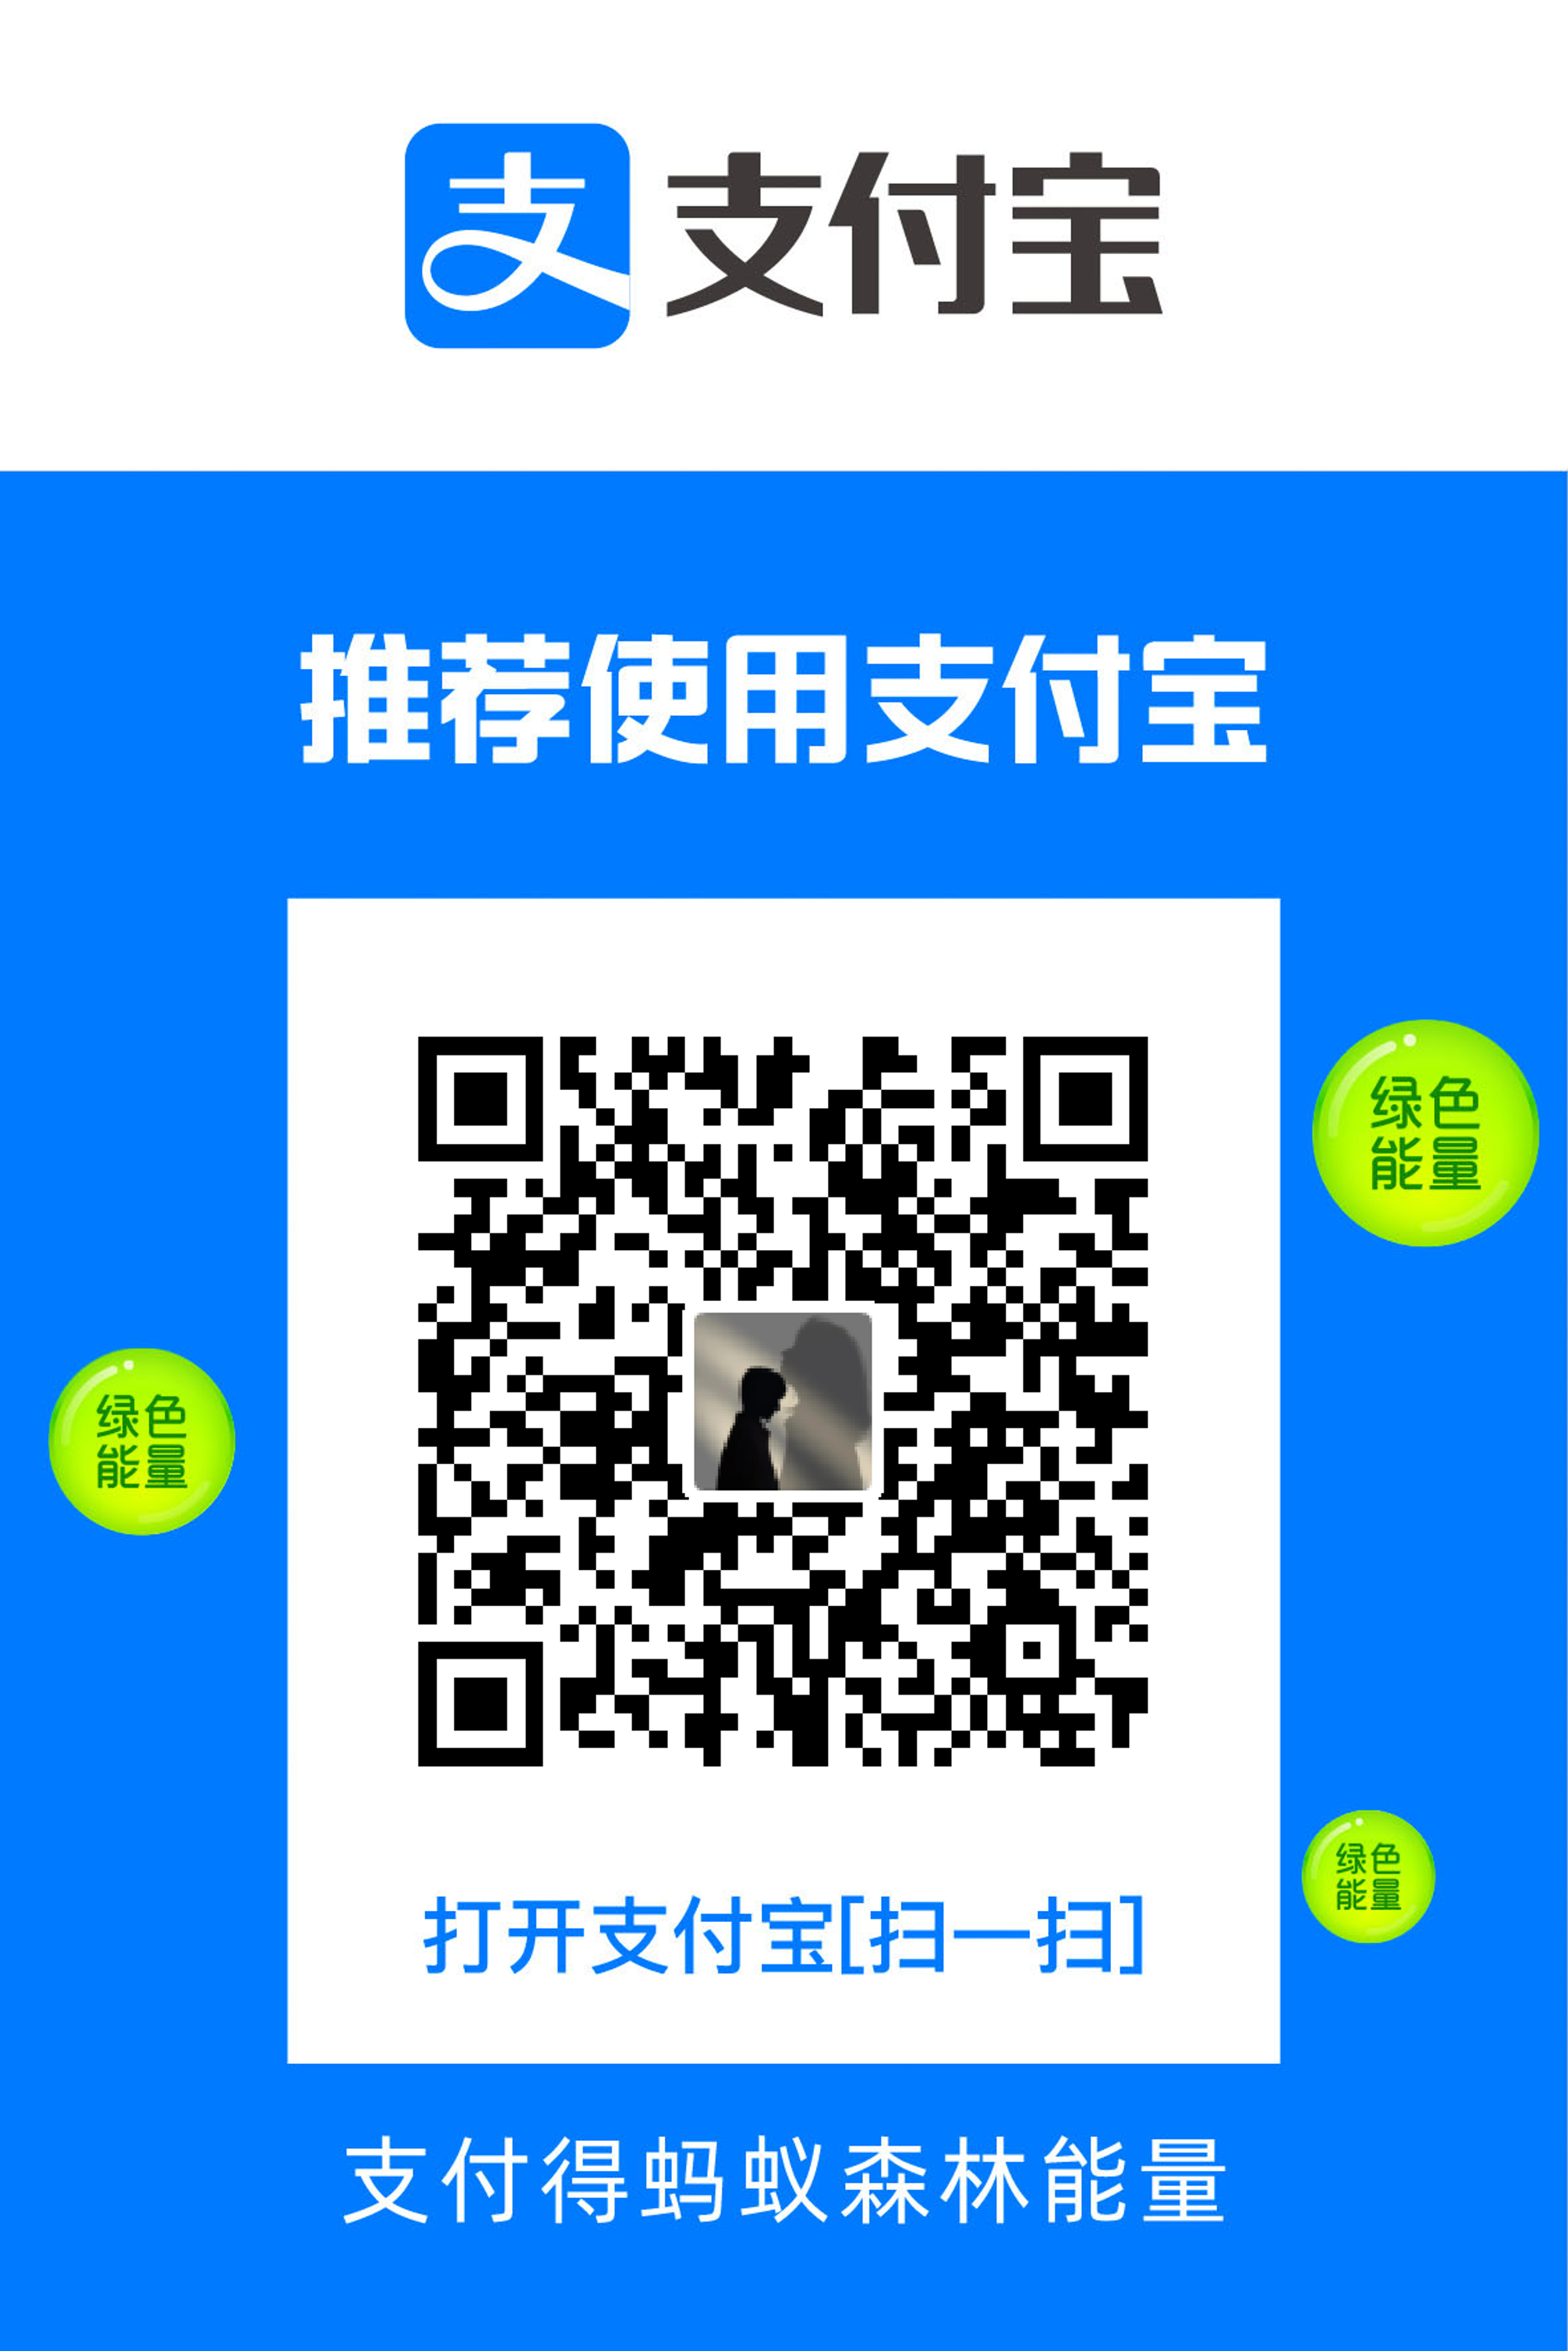 支 支付宝
推荐使用支付宝
绿色
能量
绿色
能量
绿色
能量
打开支付宝[扫一扫]
支付得蚂蚁森林能量